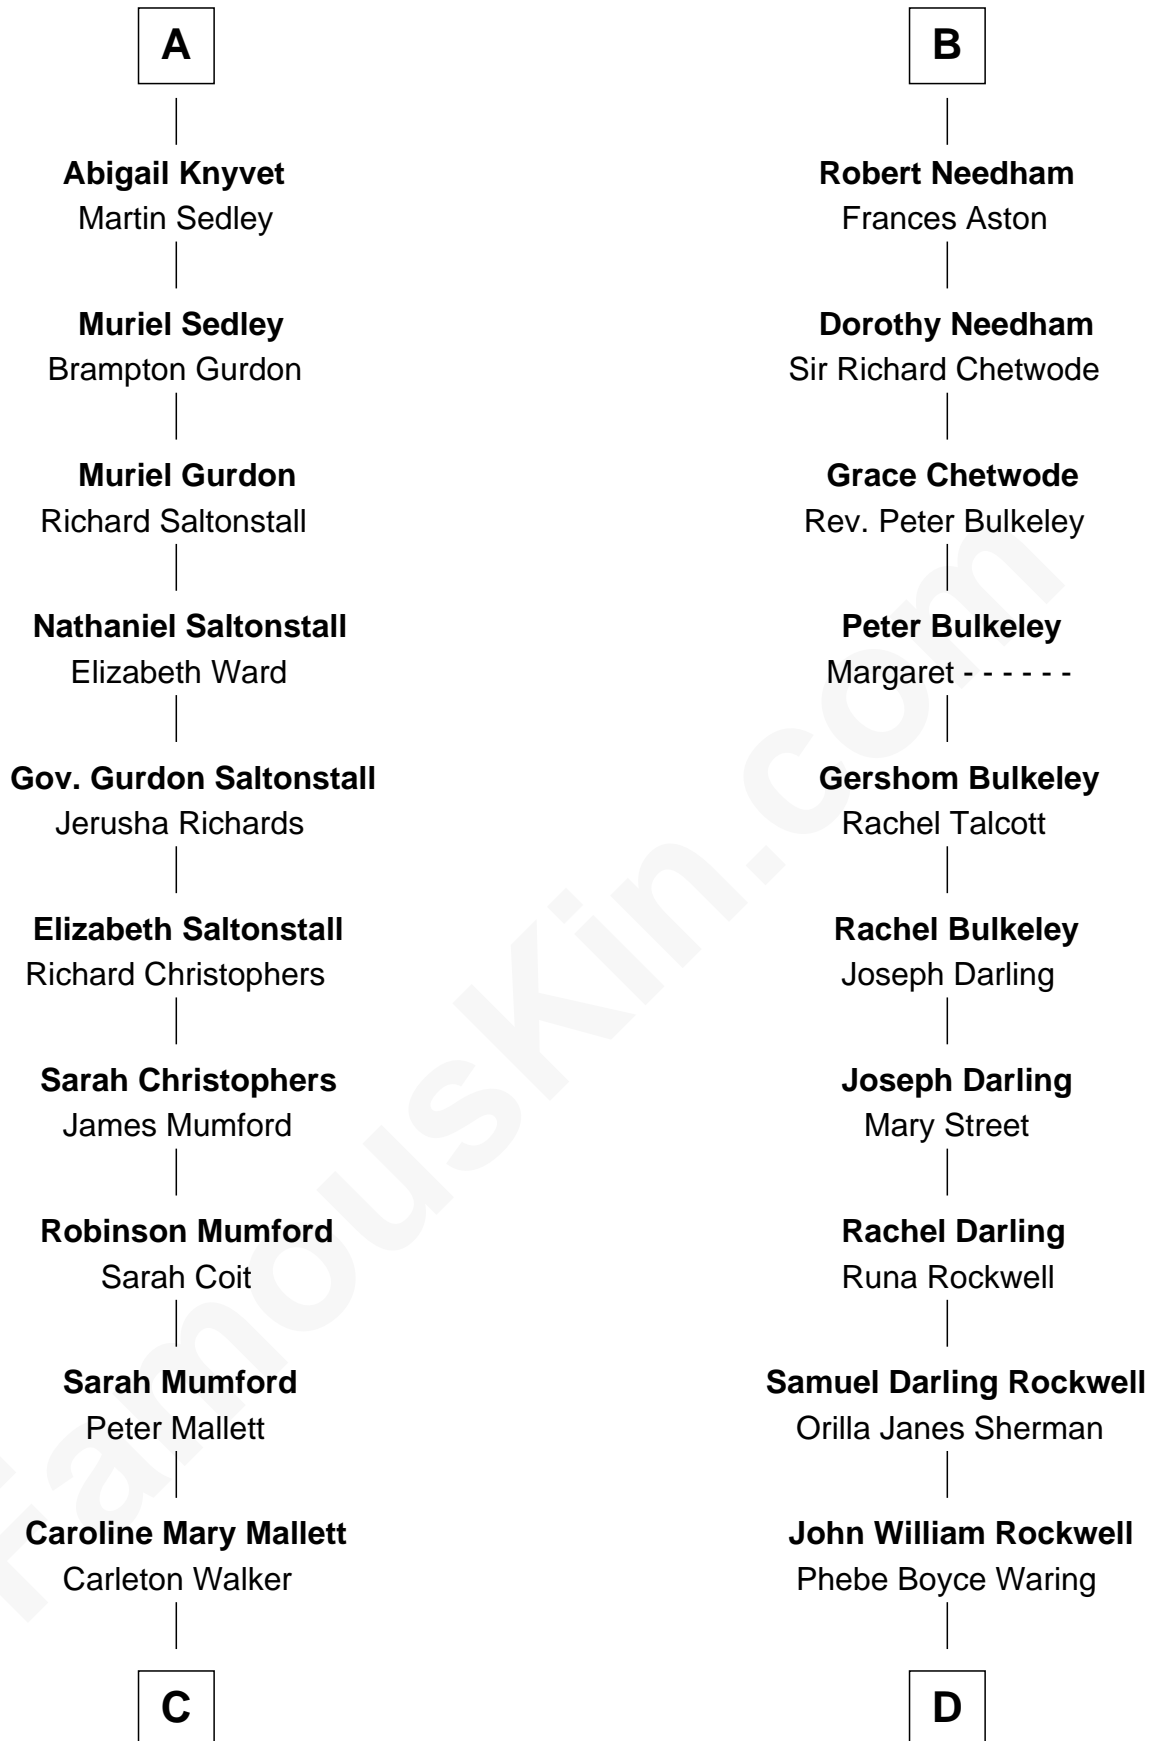 A
Abigail Knyvet
Martin Sedley
Muriel Sedley
Brampton Gurdon
Muriel Gurdon
Richard Saltonstall
Nathaniel Saltonstall
Elizabeth Ward
Gov. Gurdon Saltonstall
Jerusha Richards
Elizabeth Saltonstall
Richard Christophers
Sarah Christophers
James Mumford
Robinson Mumford
Sarah Coit
Sarah Mumford
Peter Mallett
Caroline Mary Mallett
Carleton Walker
C
B
Robert Needham
Frances Aston
Dorothy Needham
Sir Richard Chetwode
Grace Chetwode
Rev. Peter Bulkeley
Peter Bulkeley
Margaret - - - - - -
Gershom Bulkeley
Rachel Talcott
Rachel Bulkeley
Joseph Darling
Joseph Darling
Mary Street
Rachel Darling
Runa Rockwell
Samuel Darling Rockwell
Orilla Janes Sherman
John William Rockwell
Phebe Boyce Waring
D
FamousKin.com